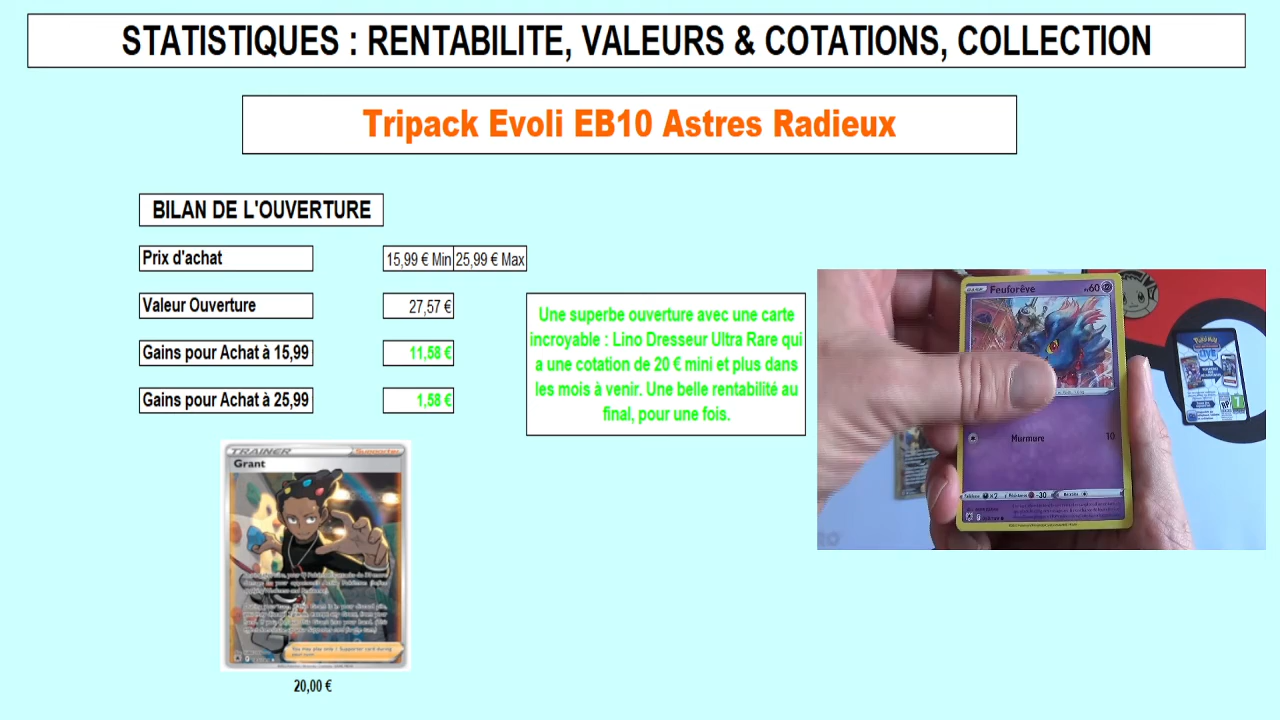 STATISTIQUES : RENTABILITE, VALEURS & COTATIONS, COLLECTION
Tripack Evoli EB10 Astres Radieux
BILAN DE L'OUVERTURE
Prix d'achat
15,99 € Min 25,99 € Max
Valeur Ouverture
27,57 €
Gains pour Achat à 15,99
11,58 €
Gains pour Achat à 25,99
1,58 €
Une superbe ouverture avec une carte
incroyable : Lino Dresseur Ultra Rare qui
a une cotation de 20 € mini et plus dans
les mois à venir. Une belle rentabilité au
final, pour une fois.
TRAINER Supporter
Grant
20,00 €
Feuforêve 60
Murmure 10
x2
-30